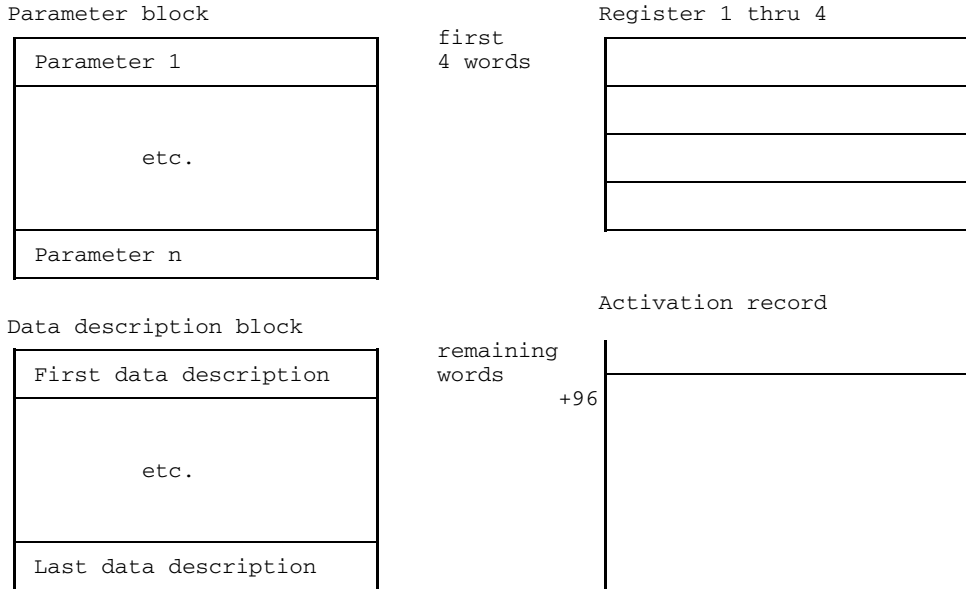 Parameter block
Parameter 1
etc.
Parameter n
Data description block
First data description
etc.
Last data description
first
4 words
remaining
words
+96
Register 1 thru 4
Activation record